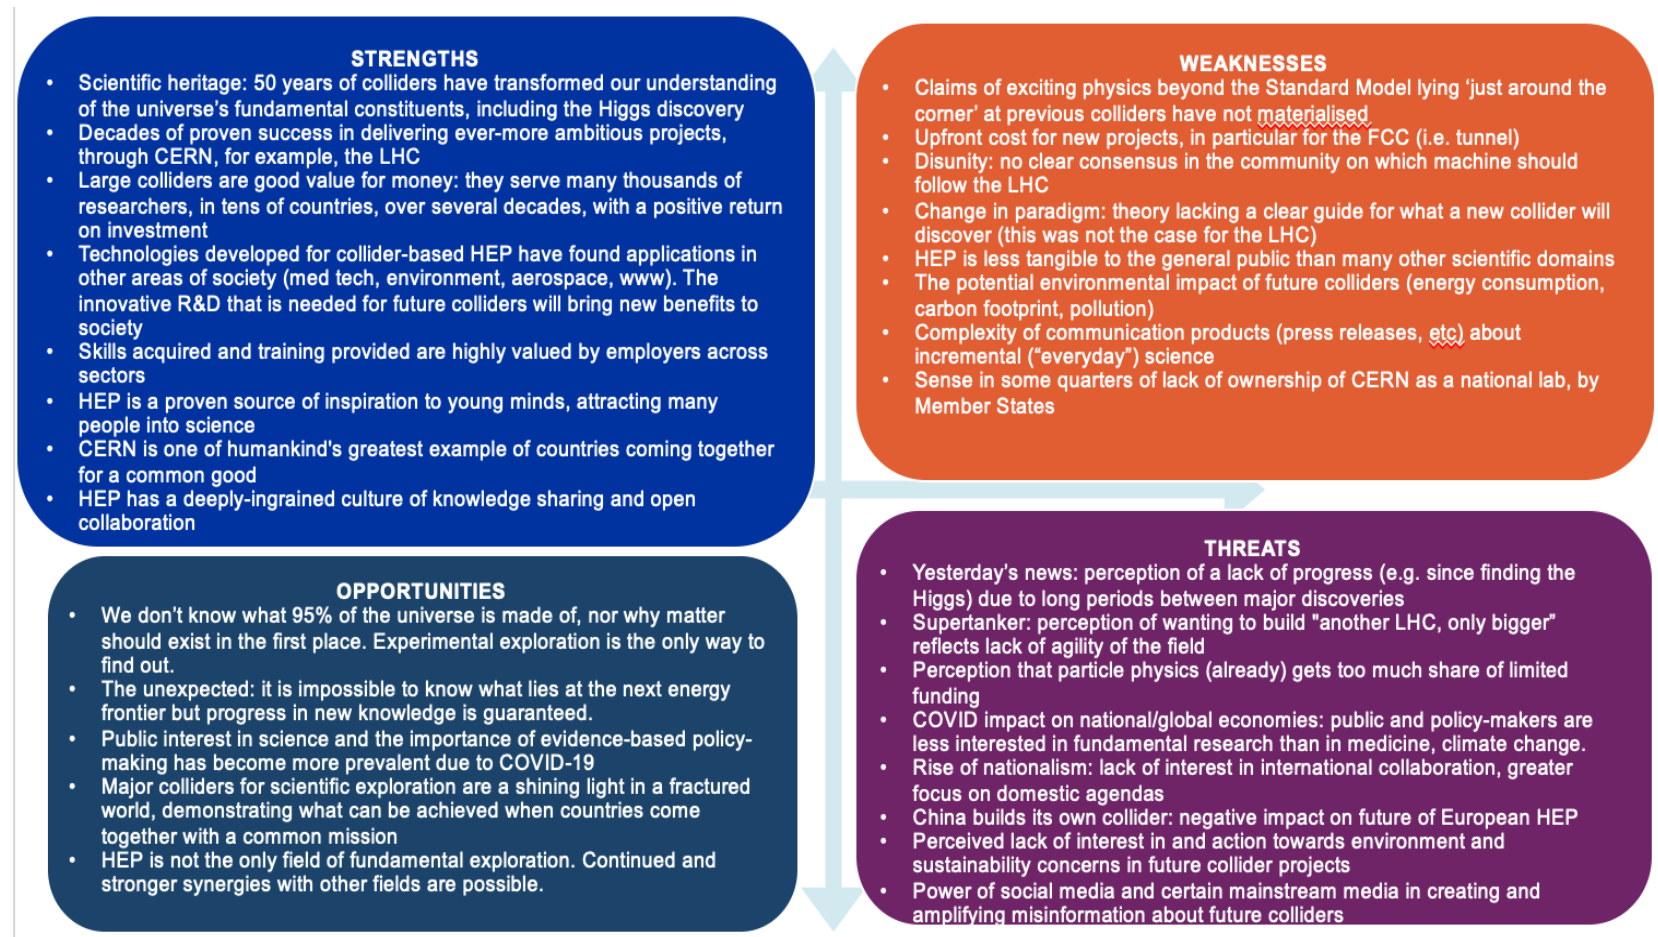 STRENGTHS
• Scientific heritage: 50 years of colliders have transformed our understanding
of the universe's fundamental constituents, including the Higgs discovery
• Decades of proven success in delivering ever-more ambitious projects,
through CERN, for example, the LHC
• Large colliders are good value for money: they serve many thousands of
researchers, in tens of countries, over several decades, with a positive return
on investment
• Technologies developed for collider-based HEP have found applications in
other areas of society (med tech, environment, aerospace, www). The
innovative R&D that is needed for future colliders will bring new benefits to
society
• Skills acquired and training provided are highly valued by employers across
sectors
• HEP is a proven source of inspiration to young minds, attracting many
people into science
• CERN is one of humankind's greatest example of countries coming together
for a common good
• HEP has a deeply-ingrained culture of knowledge sharing and open
collaboration
WEAKNESSES
• Claims of exciting physics beyond the Standard Model lying ‘just around the
corner’ at previous colliders have not materialised
• Upfront cost for new projects, in particular for the FCC (i.e. tunnel)
• Disunity: no clear consensus in the community on which machine should
follow the LHC
• Change in paradigm: theory lacking a clear guide for what a new collider will
discover (this was not the case for the LHC)
• HEP is less tangible to the general public than many other scientific domains
• The potential environmental impact of future colliders (energy consumption,
carbon footprint, pollution)
• Complexity of communication products (press releases, etc) about
incremental (“everyday”) science
• Sense in some quarters of lack of ownership of CERN as a national lab, by
Member States
OPPORTUNITIES
• We don’t know what 95% of the universe is made of, nor why matter
should exist in the first place. Experimental exploration is the only way to
find out.
• The unexpected: it is impossible to know what lies at the next energy
frontier but progress in new knowledge is guaranteed.
• Public interest in science and the importance of evidence-based policy-
making has become more prevalent due to COVID-19
• Major colliders for scientific exploration are a shining light in a fractured
world, demonstrating what can be achieved when countries come
together with a common mission
• HEP is not the only field of fundamental exploration. Continued and
stronger synergies with other fields are possible.
THREATS
• Yesterday’s news: perception of a lack of progress (e.g. since finding the
Higgs) due to long periods between major discoveries
• Supertanker: perception of wanting to build "another LHC, only bigger”
reflects lack of agility of the field
• Perception that particle physics (already) gets too much share of limited
funding
• COVID impact on national/global economies: public and policy-makers are
less interested in fundamental research than in medicine, climate change.
• Rise of nationalism: lack of interest in international collaboration, greater
focus on domestic agendas
• China builds its own collider: negative impact on future of European HEP
• Perceived lack of interest in and action towards environment and
sustainability concerns in future collider projects
• Power of social media and certain mainstream media in creating and
amplifying misinformation about future colliders